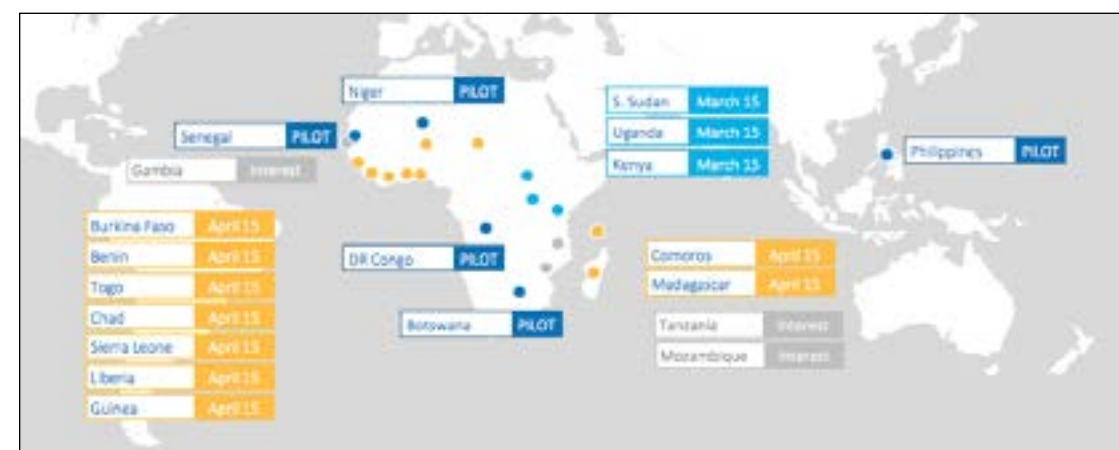 Niger PILOT
Senegal PILOT
Gambia Interest
S. Sudan March 15
Uganda March 15
Kenya March 15
Philippines PILOT
Burkina Faso April 15
Benin April 15
Togo April 15
Chad April 15
Sierra Leone April 15
Liberia April 15
Guinea April 15
DR Congo PILOT
Botswana PILOT
Comoros April 15
Madagascar April 15
Tanzania Interest
Mozambique Interest